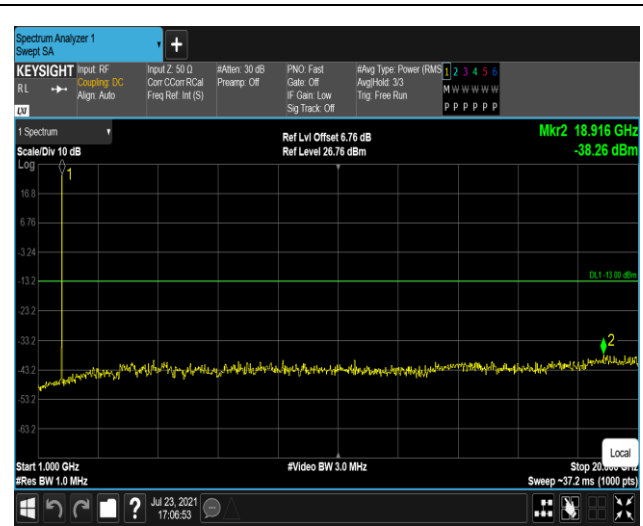 Spectrum Analyzer 1
Swept SA
+
KEYSIGHT Input: RF Input Z: 50 Ω #Atten: 30 dB PNO: Fast #Avg Type: Power (RMS 1 2 3 4 5 6
RL Coupling: DC Corr CCorr RCal Preamp: Off Gate: Off Avg|Hold: 3/3 M W W W W W
Align: Auto Freq Ref: Int (S) IF Gain: Low Trig: Free Run
LXI Sig Track: Off P P P P P P
1 Spectrum Ref Lvl Offset 6.76 dB Mkr2 18.916 GHz
Scale/Div 10 dB Ref Level 26.76 dBm -38.26 dBm
Log
1
16.8
6.76
-3.24
DL1 -13.00 dBm
-13.2
-23.2
-33.2
2
-43.2
-53.2
-63.2
Local
Start 1.000 GHz #Video BW 3.0 MHz
#Res BW 1.0 MHz Sweep ~37.2 ms (1000 pts)
? Jul 23, 2021
17:06:53